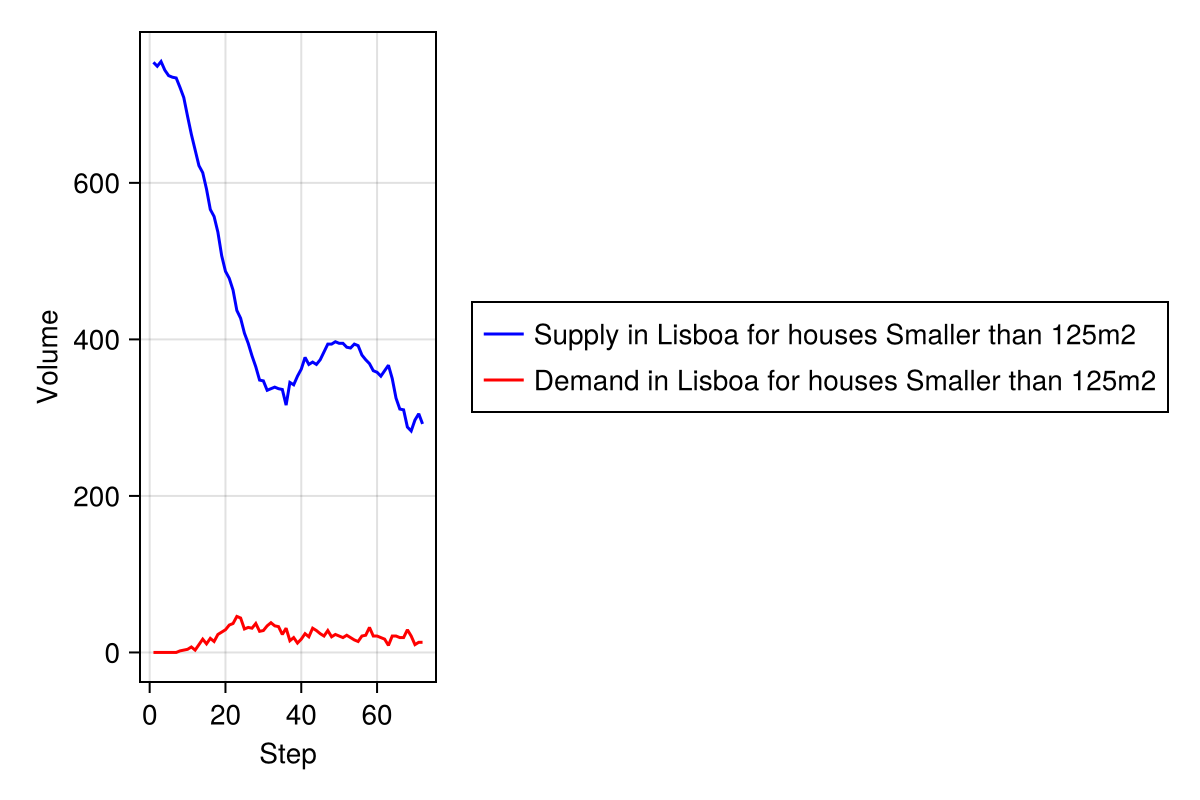 Volume
600
400
200
0
0 20 40 60
Step
Supply in Lisboa for houses Smaller than 125m2
Demand in Lisboa for houses Smaller than 125m2